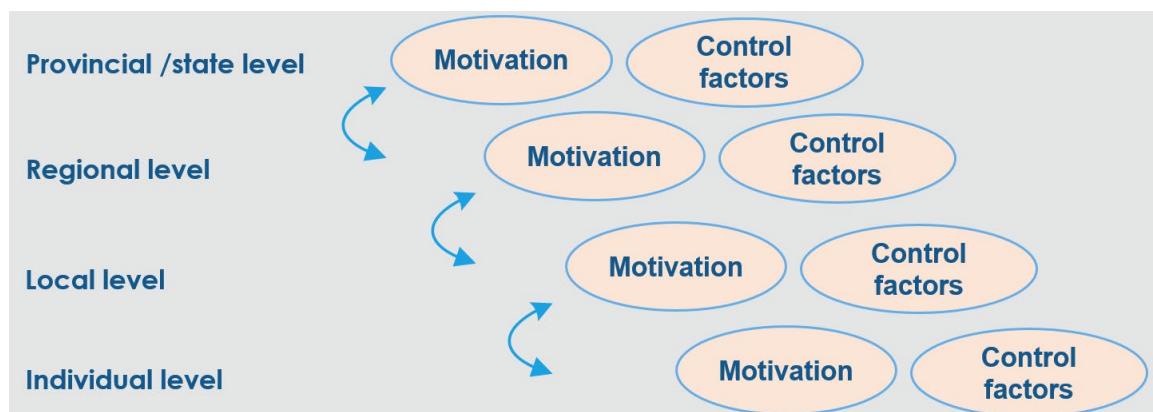 Provincial /state level
Motivation
Control
factors
Regional level
Motivation
Control
factors
Local level
Motivation
Control
factors
Individual level
Motivation
Control
factors